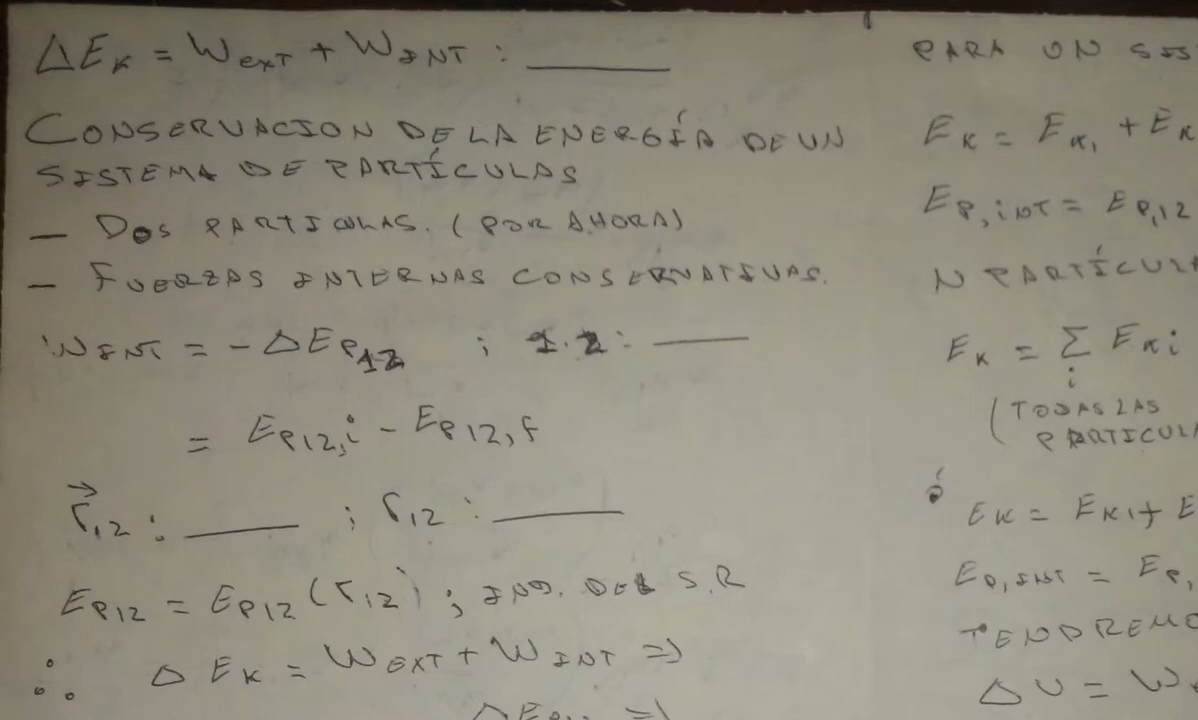 ΔE_K = W_EXT + W_INT : ______
CONSERVACION DE LA ENERGÍA DE UN
SISTEMA DE PARTÍCULAS
— DOS PARTICULAS. (POR AHORA)
— FUERZAS INTERNAS CONSERVATIVAS.
W_INT = -ΔE_P12 ; 1.2: ______
= E_P12,i - E_P12,f
r⃗_12 : ______ ; r_12 : ______
E_P12 = E_P12 (r_12) ; IND. DEL S.R
∴ ΔE_K = W_EXT + W_INT =>
PARA UN SIS
E_K = E_K1 + E_K
E_P,INT = E_P,12
N PARTÍCULA
E_K = Σ_i E_Ki
(TODAS LAS
PARTICULA
ó E_K = E_K1 + E
E_P,INT = E_P,
TENDREMO
ΔU = W